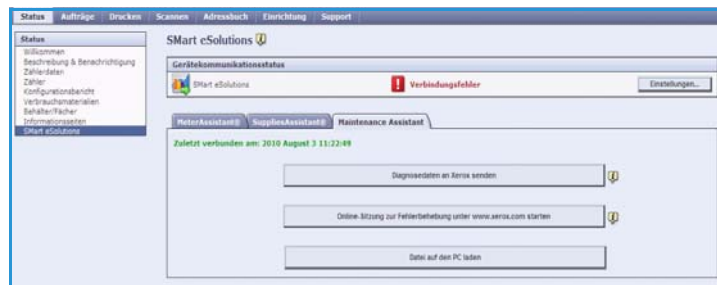 Status Aufträge Drucken Scannen Adressbuch Einrichtung Support
Status
Willkommen
Beschreibung & Benachrichtigung
Zählerdaten
Zähler
Konfigurationsbericht
Verbrauchsmaterialien
Behälter/Fächer
Informationsseiten
SMart eSolutions
SMart eSolutions
Gerätekommunikationsstatus
SMart eSolutions
Verbindungsfehler
Einstellungen...
MeterAssistant® SuppliesAssistant® Maintenance Assistant
Zuletzt verbunden am: 2010 August 3 11:22:49
Diagnosedaten an Xerox senden
Online-Sitzung zur Fehlerbehebung unter www.xerox.com starten
Datei auf den PC laden